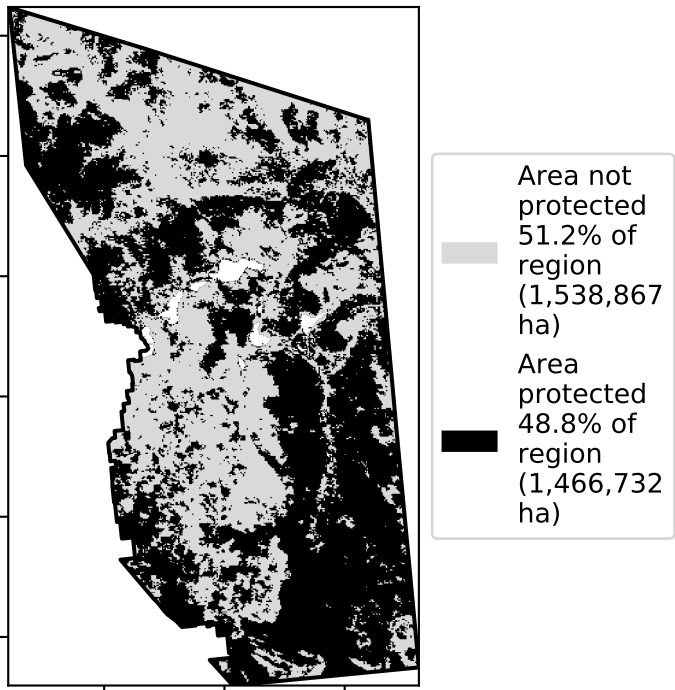 Area not
protected
51.2% of
region
(1,538,867
ha)
Area
protected
48.8% of
region
(1,466,732
ha)